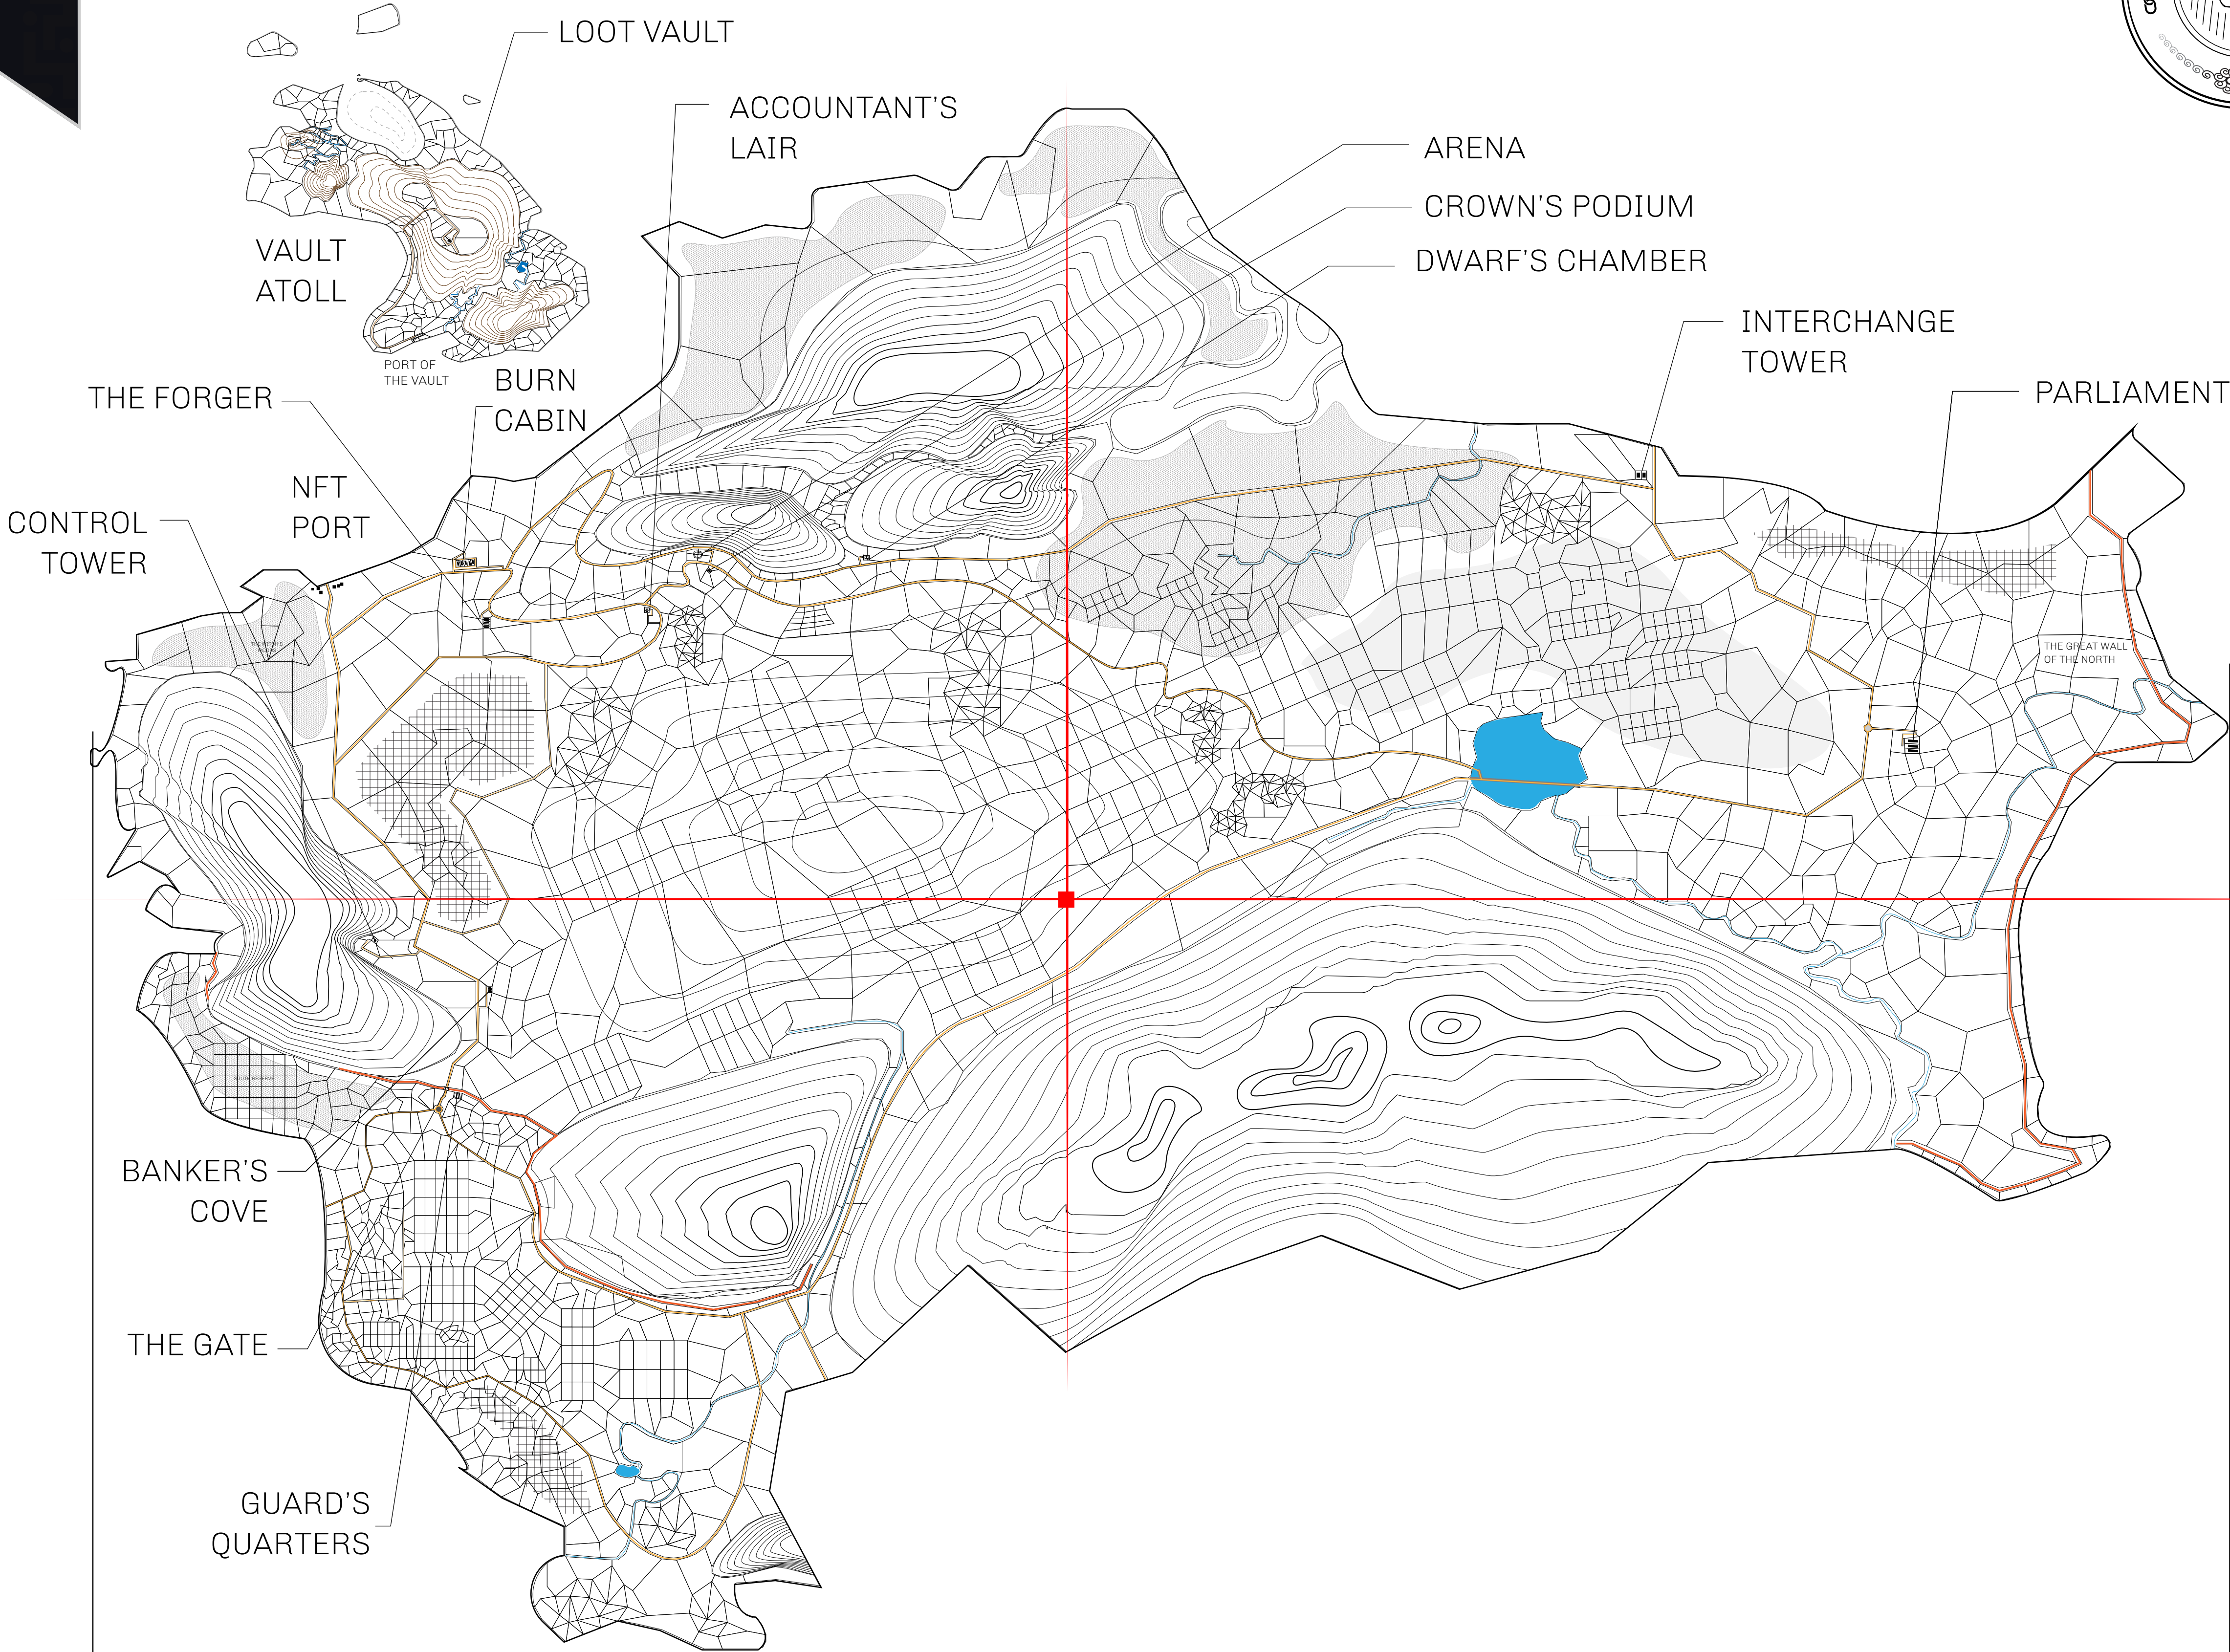 LOOT VAULT
ACCOUNTANT'S
LAIR
ARENA
CROWN'S PODIUM
DWARF'S CHAMBER
VAULT
ATOLL
INTERCHANGE
TOWER
PORT OF
THE VAULT
BURN
CABIN
THE FORGER
PARLIAMENT
NFT
PORT
CONTROL
TOWER
THE GREAT WALL
OF THE NORTH
SOUTH RESERVE
BANKER'S
COVE
THE GATE
GUARD'S
QUARTERS